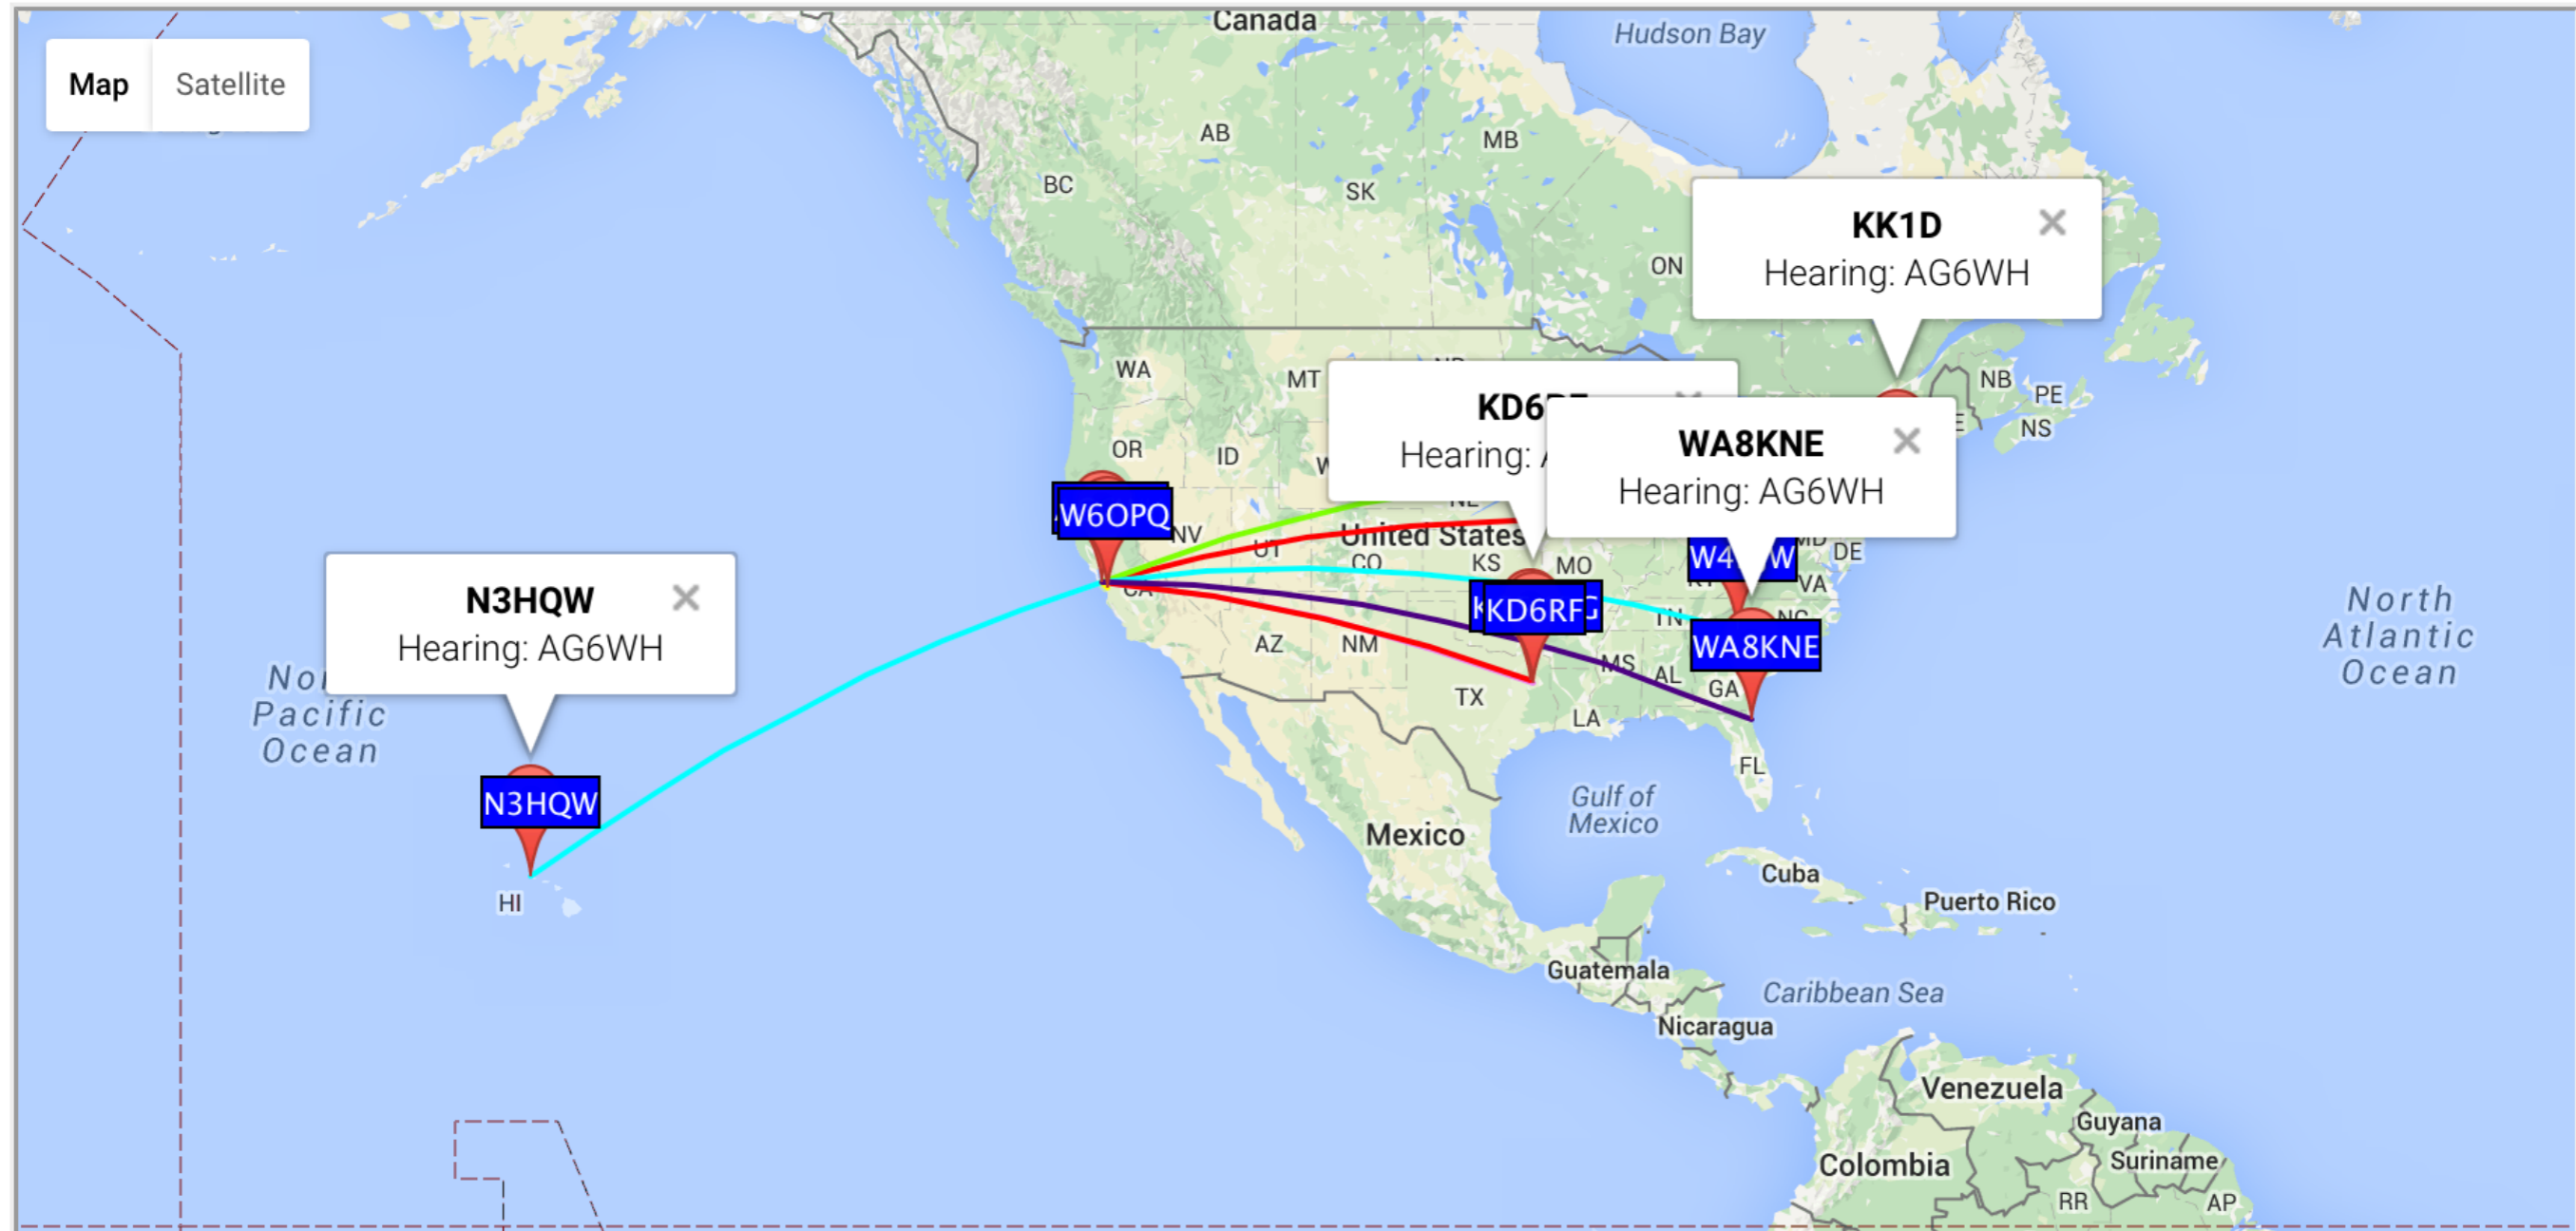 Canada
Hudson Bay
Map
Satellite
AB
MB
BC
SK
KK1D
Hearing: AG6WH
ON
WA
MT
NB
PE
NS
KD6
Hearing:
WA8KNE
Hearing: AG6WH
OR
ID
W6OPQ
NV
United States
UT
CO
KS
MO
MD
DE
VA
CA
N3HQW
Hearing: AG6WH
KD6RF
TN
NC
WA8KNE
AZ
NM
MS
AL
GA
TX
LA
Pacific
Ocean
North
Atlantic
Ocean
FL
N3HQW
Gulf of
Mexico
Mexico
HI
Cuba
Puerto Rico
Guatemala
Caribbean Sea
Nicaragua
Venezuela
Guyana
Colombia
Suriname
RR
AP